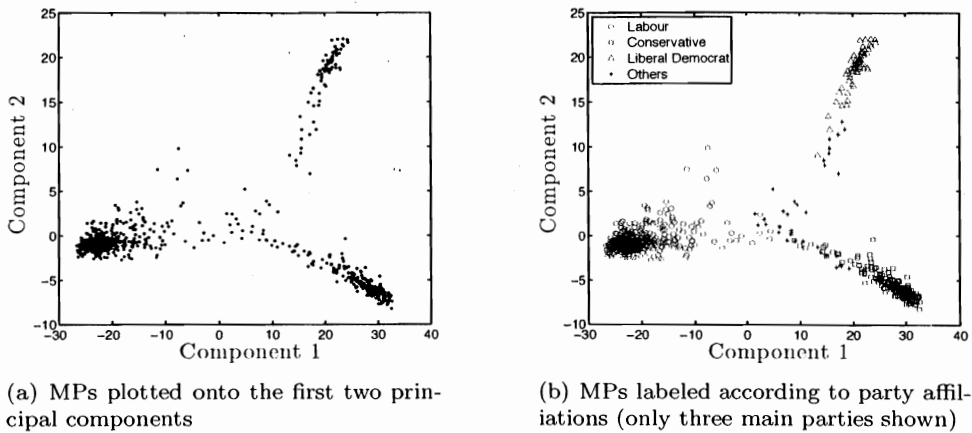 25
20
15
10
5
0
−5
−10
−30
−20
−10
0
10
20
30
40
Component 2
Component 1
(a) MPs plotted onto the first two prin-
cipal components
25
20
15
10
5
0
−5
−10
−30
−20
−10
0
10
20
30
40
Component 2
Component 1
Labour
Conservative
Liberal Democrat
Others
(b) MPs labeled according to party affil-
iations (only three main parties shown)